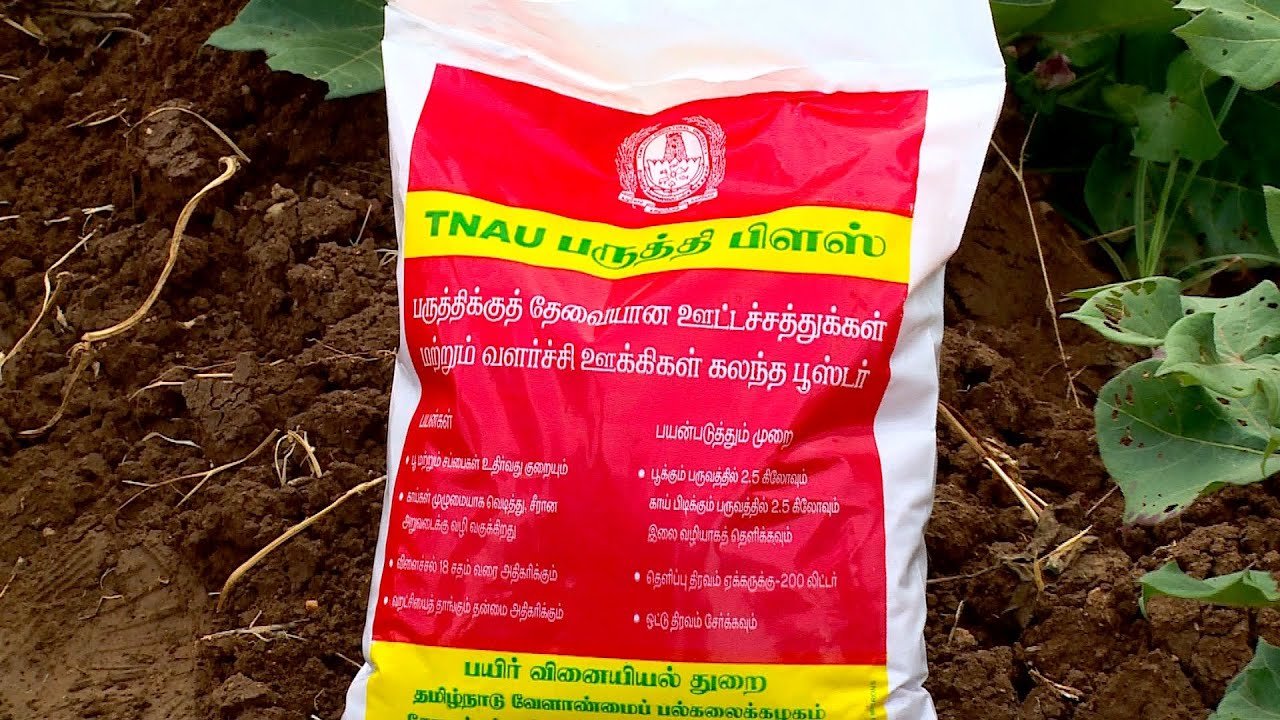 TNAU பருத்தி பிளஸ்
பருத்திக்குத் தேவையான ஊட்டச்சத்துக்கள்
மற்றும் வளர்ச்சி ஊக்கிகள் கலந்த பூஸ்டர்
பயன்கள்
• பூ மற்றும் சப்பைகள் உதிர்வது குறையும்
• காய்கள் முழுமையாக வெடித்து, சீரான
அறுவடைக்கு வழி வகுக்கிறது
• விளைச்சல் 18 சதம் வரை அதிகரிக்கும்
• வறட்சியைத் தாங்கும் தன்மை அதிகரிக்கும்
பயன்படுத்தும் முறை
• பூக்கும் பருவத்தில் 2.5 கிலோவும்
காய் பிடிக்கும் பருவத்தில் 2.5 கிலோவும்
இலை வழியாகத் தெளிக்கவும்
• தெளிப்பு திரவம் ஏக்கருக்கு-200 லிட்டர்
• ஒட்டு திரவம் சேர்க்கவும்
பயிர் வினையியல் துறை
தமிழ்நாடு வேளாண்மைப் பல்கலைக்கழகம்